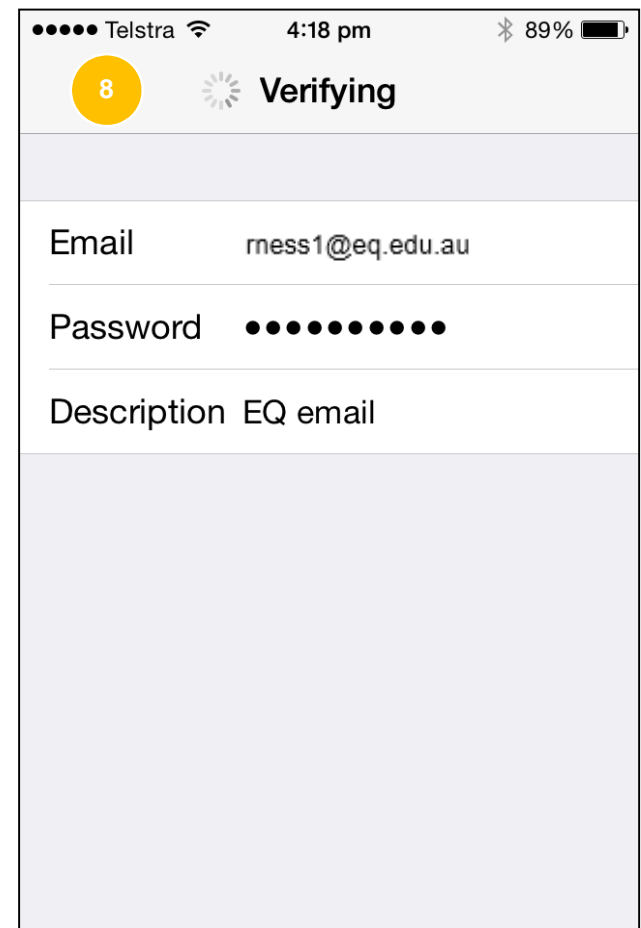 ●●●●● Telstra 4:18 pm 89%
8 Verifying
Email rness1@eq.edu.au
Password ●●●●●●●●●●
Description EQ email